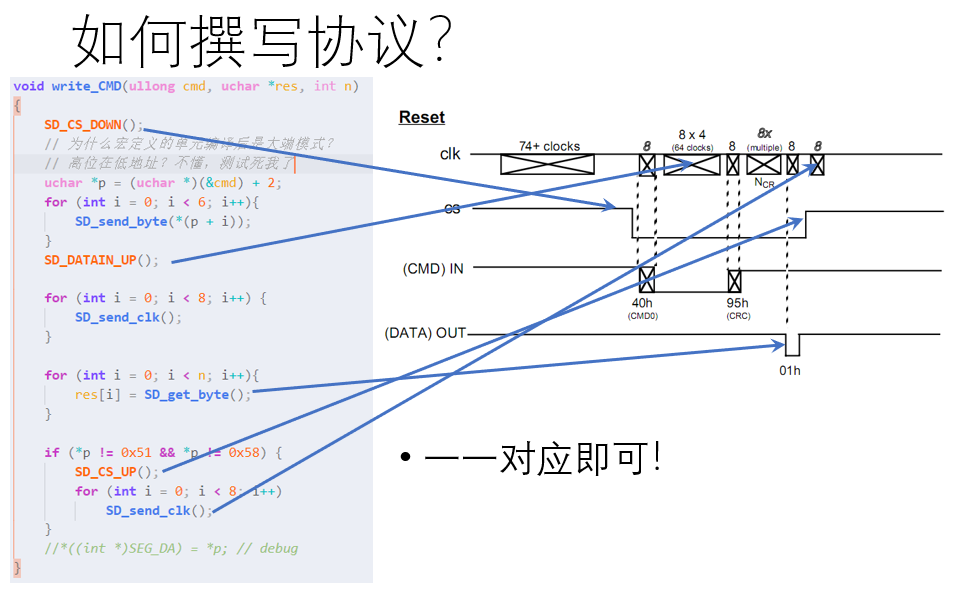 如何撰写协议?
void write_CMD(ullong cmd, uchar *res, int n)
{
SD_CS_DOWN();
// 为什么宏定义的单元编译后是大端模式?
// 高位在低地址? 不懂, 测试死我了
uchar *p = (uchar *)(&cmd) + 2;
for (int i = 0; i < 6; i++){
SD_send_byte(*(p + i));
}
SD_DATAIN_UP();
for (int i = 0; i < 8; i++) {
SD_send_clk();
}
for (int i = 0; i < n; i++){
res[i] = SD_get_byte();
}
if (*p != 0x51 && *p != 0x58) {
SD_CS_UP();
for (int i = 0; i < 8; i++)
SD_send_clk();
}
//*((int *)SEG_DA) = *p; // debug
}
Reset
clk
74+ clocks
8
8 x 4
(64 clocks)
8
8x
(multiple)
8
8
NCR
cs
(CMD) IN
40h
(CMD0)
95h
(CRC)
(DATA) OUT
01h
• 一一对应即可!